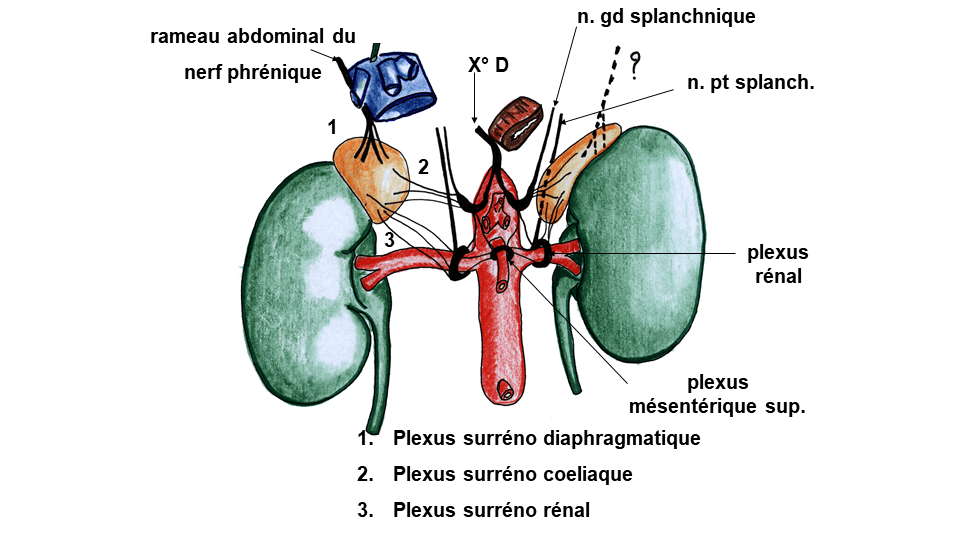 n. gd splanchnique
rameau abdominal du
nerf phrénique
X° D
?
n. pt splanch.
1
2
3
plexus
rénal
plexus
mésentérique sup.
1. Plexus surréno diaphragmatique
2. Plexus surréno coeliaque
3. Plexus surréno rénal